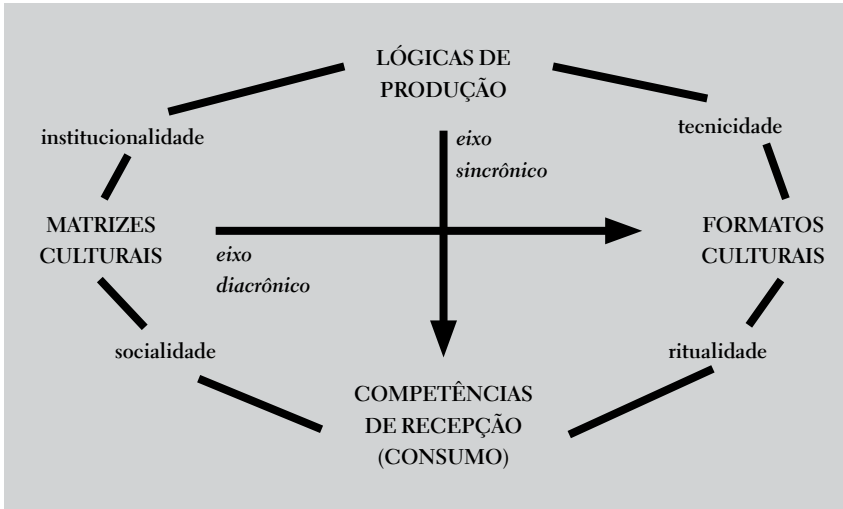 LÓGICAS DE
PRODUÇÃO
institucionalidade
tecnicidade
eixo
sincrônico
MATRIZES
CULTURAIS
FORMATOS
CULTURAIS
eixo
diacrônico
socialidade
ritualidade
COMPETÊNCIAS
DE RECEPÇÃO
(CONSUMO)